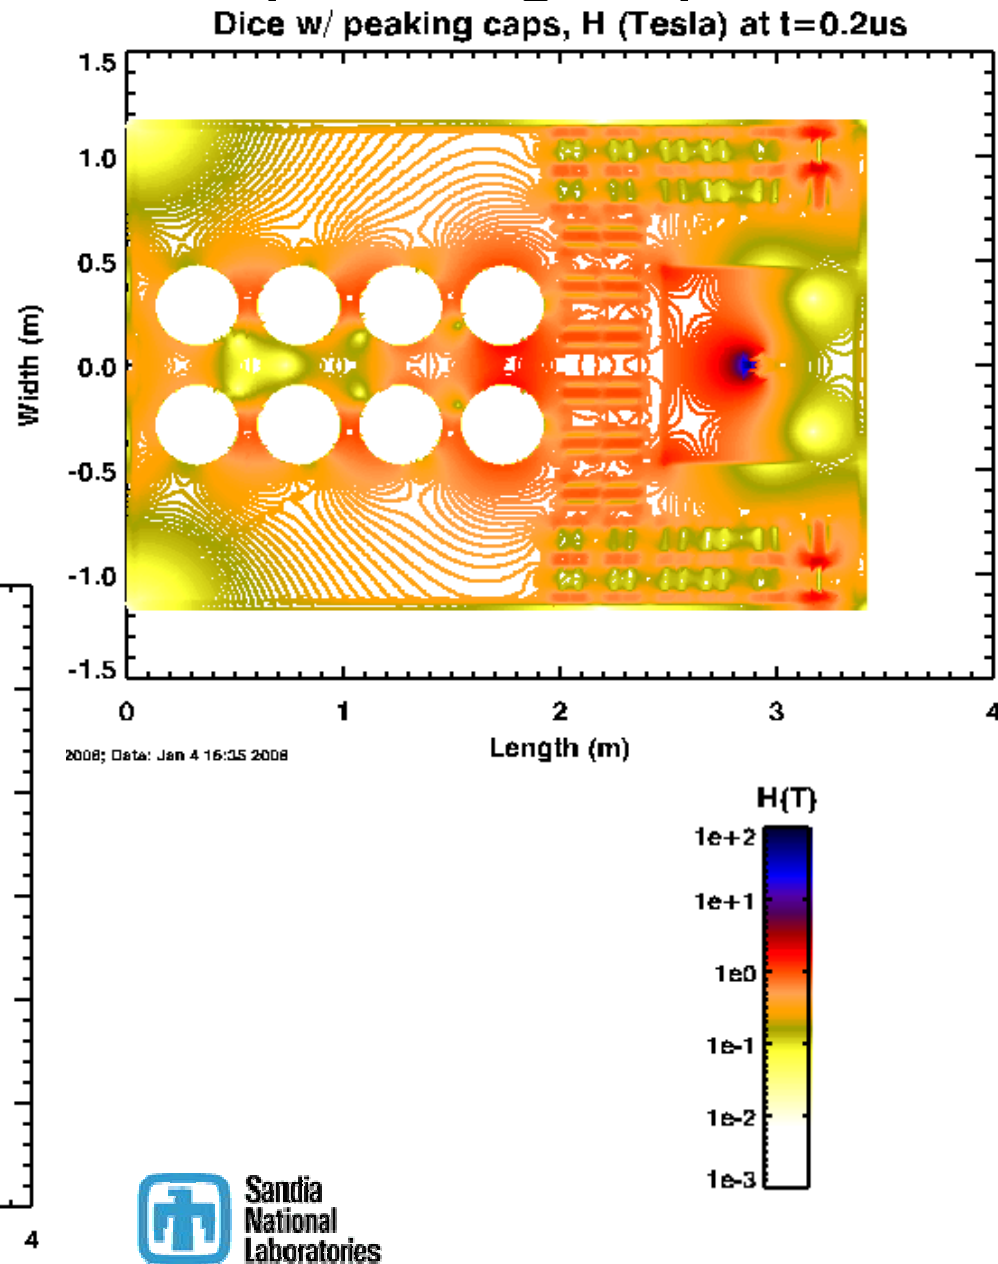 Dice w/ peaking caps, H (Tesla) at t=0.2us
1.5
1.0
0.5
0.0
-0.5
-1.0
-1.5
Width (m)
0 1 2 3 4
Length (m)
2008; Data: Jan 4 16:35 2008
H{T}
1e+2
1e+1
1e0
1e-1
1e-2
1e-3
4
Sandia
National
Laboratories